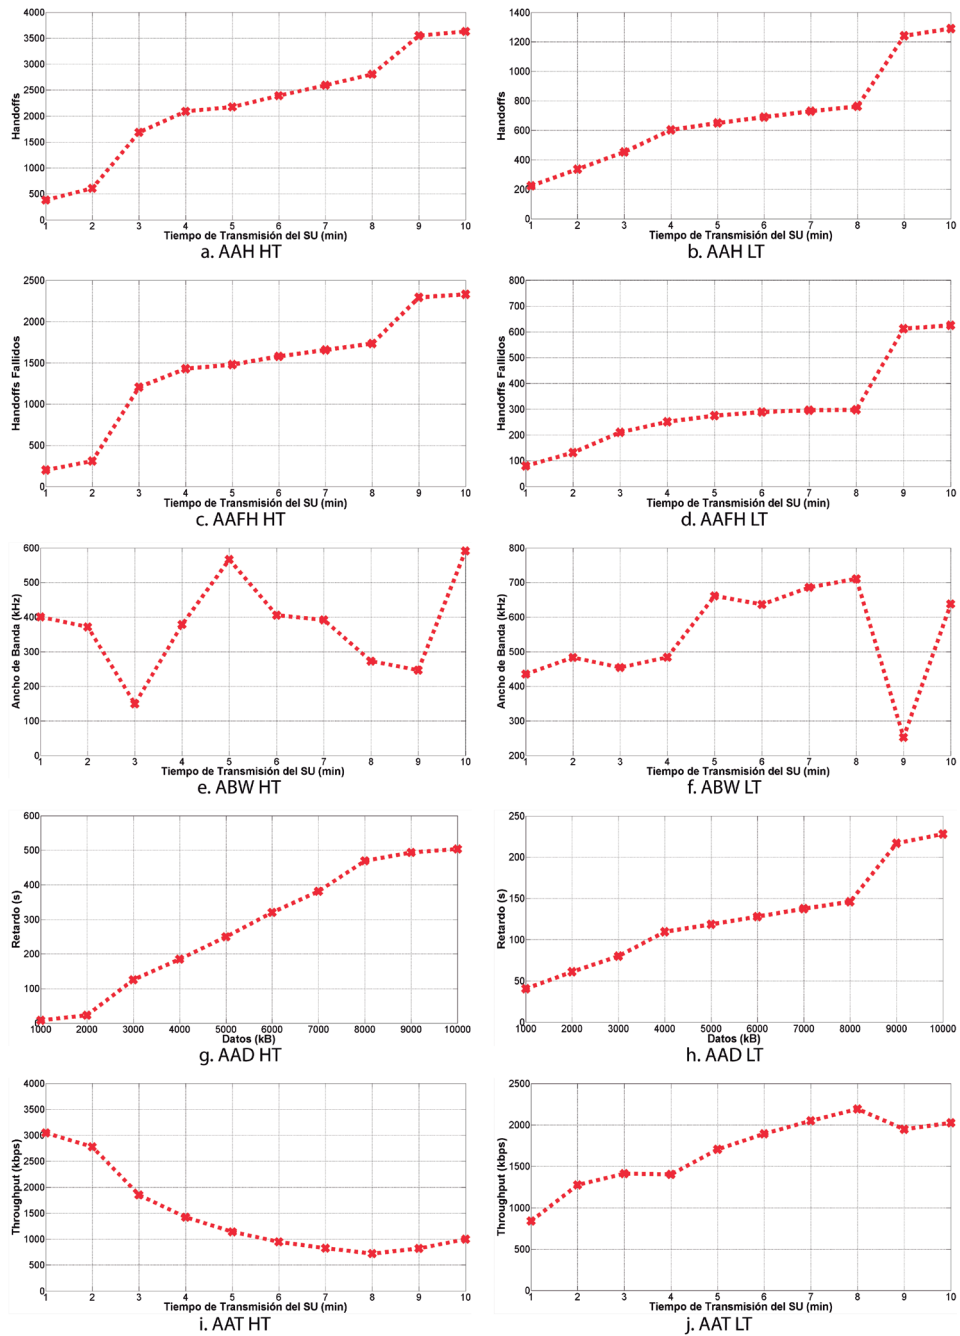 4000
3500
3000
2500
2000
1500
1000
500
0
Handoffs
1 2 3 4 5 6 7 8 9 10
Tiempo de Transmisión del SU (min)
a. AAH HT
1400
1200
1000
800
600
400
200
0
Handoffs
1 2 3 4 5 6 7 8 9 10
Tiempo de Transmisión del SU (min)
b. AAH LT
2500
2000
1500
1000
500
0
Handoffs Fallidos
1 2 3 4 5 6 7 8 9 10
Tiempo de Transmisión del SU (min)
c. AAFH HT
800
700
600
500
400
300
200
100
0
Handoffs Fallidos
1 2 3 4 5 6 7 8 9 10
Tiempo de Transmisión del SU (min)
d. AAFH LT
600
500
400
300
200
100
0
Ancho de Banda (kHz)
1 2 3 4 5 6 7 8 9 10
Tiempo de Transmisión del SU (min)
e. ABW HT
800
700
600
500
400
300
200
Ancho de Banda (kHz)
1 2 3 4 5 6 7 8 9 10
Tiempo de Transmisión del SU (min)
f. ABW LT
600
500
400
300
200
100
0
Retardo (s)
1000 2000 3000 4000 5000 6000 7000 8000 9000 10000
Datos (kB)
g. AAD HT
250
200
150
100
50
0
Retardo (s)
1000 2000 3000 4000 5000 6000 7000 8000 9000 10000
Datos (kB)
h. AAD LT
4000
3500
3000
2500
2000
1500
1000
500
0
Throughput (kbps)
1 2 3 4 5 6 7 8 9 10
Tiempo de Transmisión del SU (min)
i. AAT HT
2500
2000
1500
1000
500
0
Throughput (kbps)
1 2 3 4 5 6 7 8 9 10
Tiempo de Transmisión del SU (min)
j. AAT LT